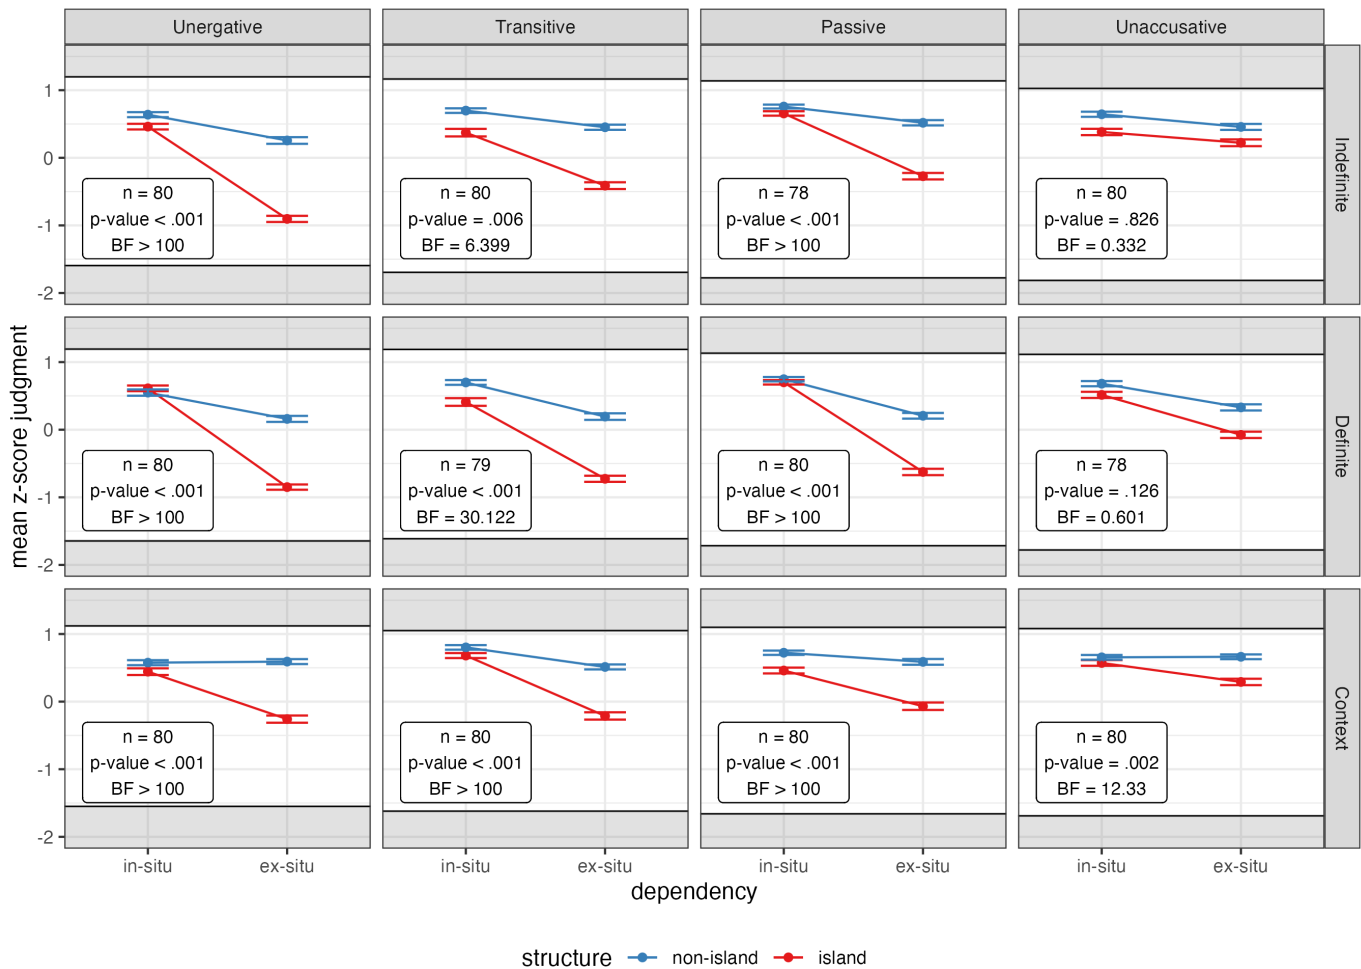 Unergative Transitive Passive Unaccusative
mean z-score judgment
1
0
-1
-2
n = 80
p-value < .001
BF > 100
n = 80
p-value = .006
BF = 6.399
n = 78
p-value < .001
BF > 100
n = 80
p-value = .826
BF = 0.332
Indefinite
1
0
-1
-2
n = 80
p-value < .001
BF > 100
n = 79
p-value < .001
BF = 30.122
n = 80
p-value < .001
BF > 100
n = 78
p-value = .126
BF = 0.601
Definite
1
0
-1
-2
n = 80
p-value < .001
BF > 100
n = 80
p-value < .001
BF > 100
n = 80
p-value < .001
BF > 100
n = 80
p-value = .002
BF = 12.33
Context
in-situ ex-situ in-situ ex-situ in-situ ex-situ in-situ ex-situ
dependency
structure non-island island